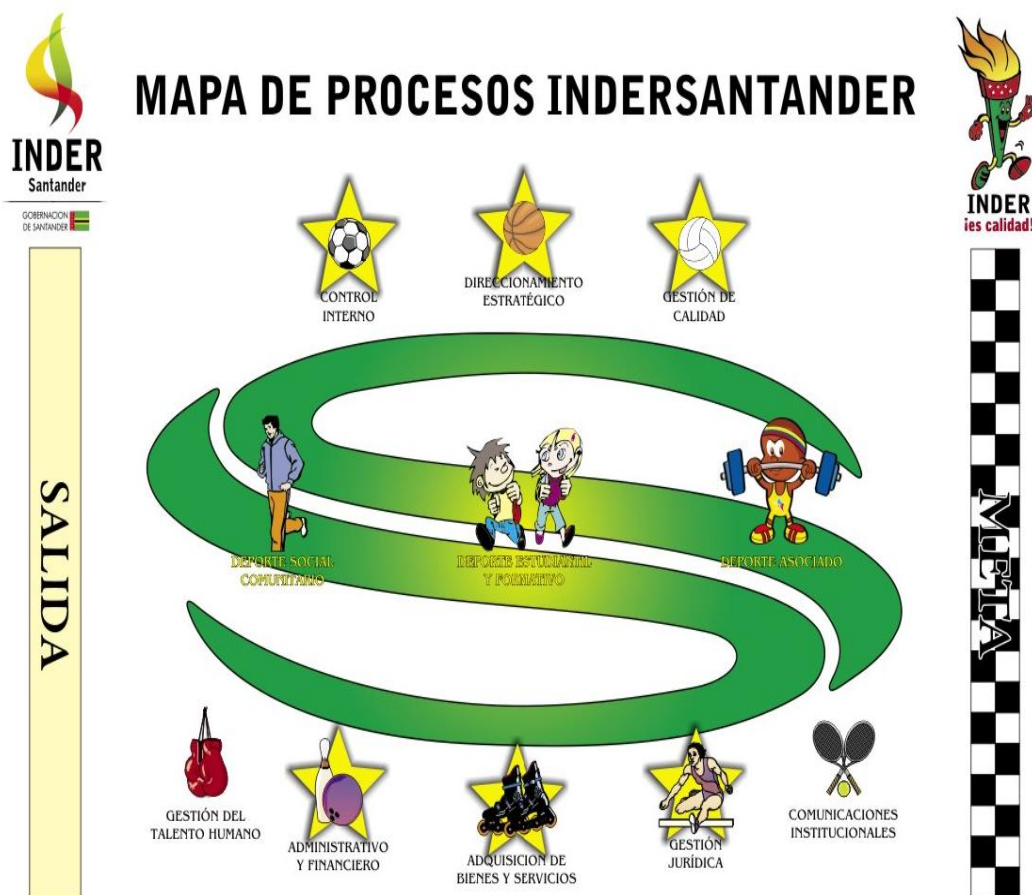 INDER
Santander
GOBERNACION
DE SANTANDER
MAPA DE PROCESOS INDERSANTANDER
INDER
¡es calidad!
CONTROL
INTERNO
DIRECCIONAMIENTO
ESTRATÉGICO
GESTIÓN DE
CALIDAD
SALIDA
DEPORTE SOCIAL
COMUNITARIO
DEPORTE ESTUDIANTIL
Y FORMATIVO
DEPORTE ASOCIADO
META
GESTIÓN DEL
TALENTO HUMANO
ADMINISTRATIVO
Y FINANCIERO
ADQUISICION DE
BIENES Y SERVICIOS
GESTIÓN
JURÍDICA
COMUNICACIONES
INSTITUCIONALES